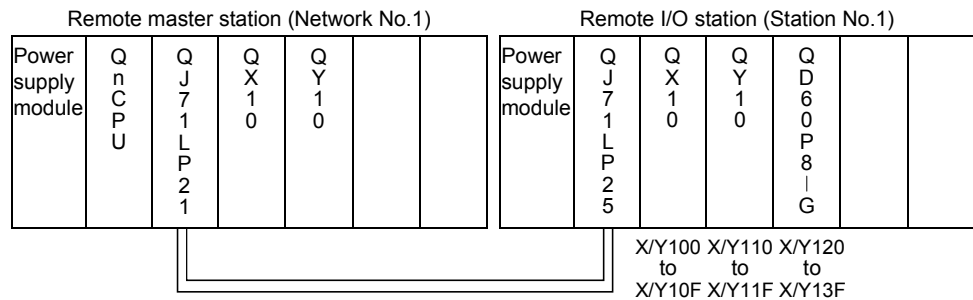 Remote master station (Network No.1)
Remote I/O station (Station No.1)
Power supply module
QnCPU
QJ71LP21
QX10
QY10
Power supply module
QJ71LP25
QX10
QY10
QD60P8-G
X/Y100 to X/Y10F
X/Y110 to X/Y11F
X/Y120 to X/Y13F